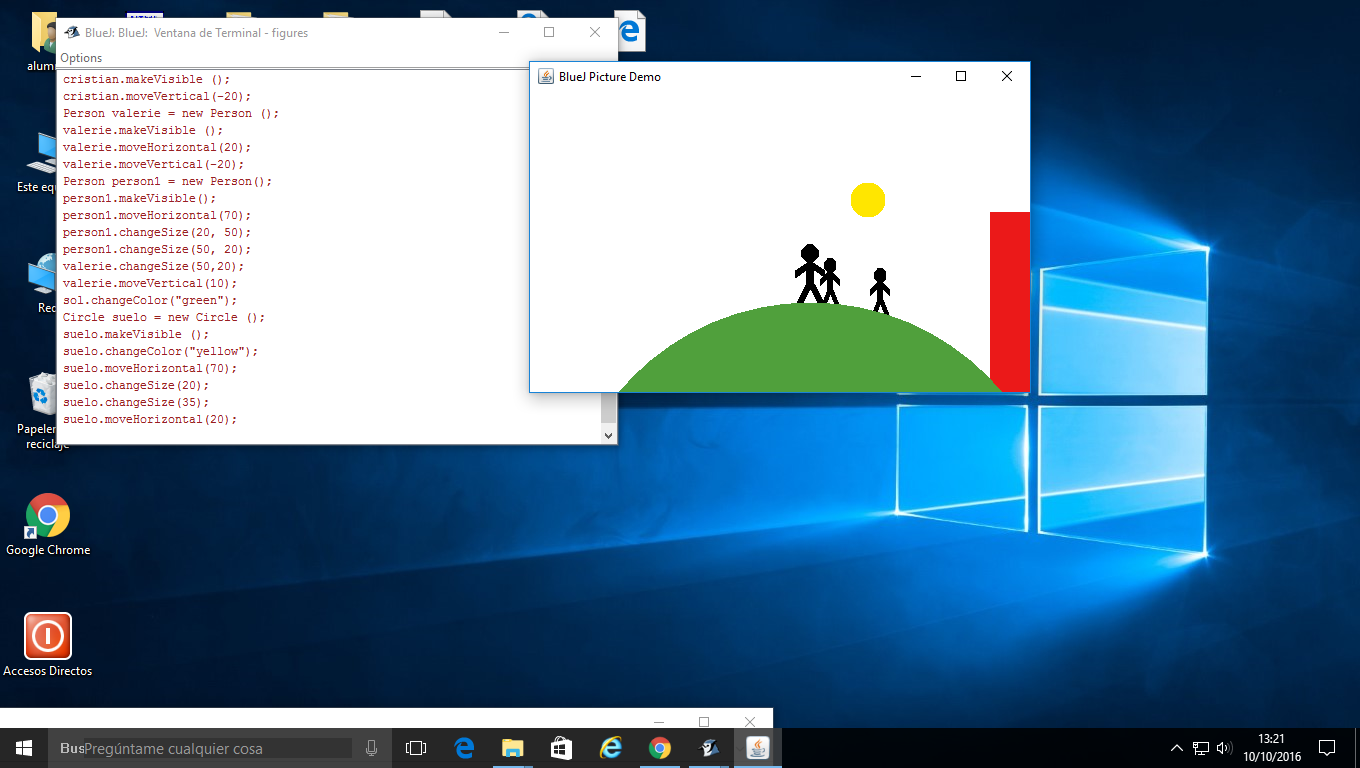 BlueJ: BlueJ: Ventana de Terminal - figures
Options
cristian.makeVisible ();
cristian.moveVertical(-20);
Person valerie = new Person ();
valerie.makeVisible ();
valerie.moveHorizontal(20);
valerie.moveVertical(-20);
Person person1 = new Person();
person1.makeVisible();
person1.moveHorizontal(70);
person1.changeSize(20, 50);
person1.changeSize(50, 20);
valerie.changeSize(50,20);
valerie.moveVertical(10);
sol.changeColor("green");
Circle suelo = new Circle ();
suelo.makeVisible ();
suelo.changeColor("yellow");
suelo.moveHorizontal(70);
suelo.changeSize(20);
suelo.changeSize(35);
suelo.moveHorizontal(20);
BlueJ Picture Demo
alum
Este eq
Red
Papeler
reciclaje
Google Chrome
Accesos Directos
BusPregúntame cualquier cosa
13:21
10/10/2016